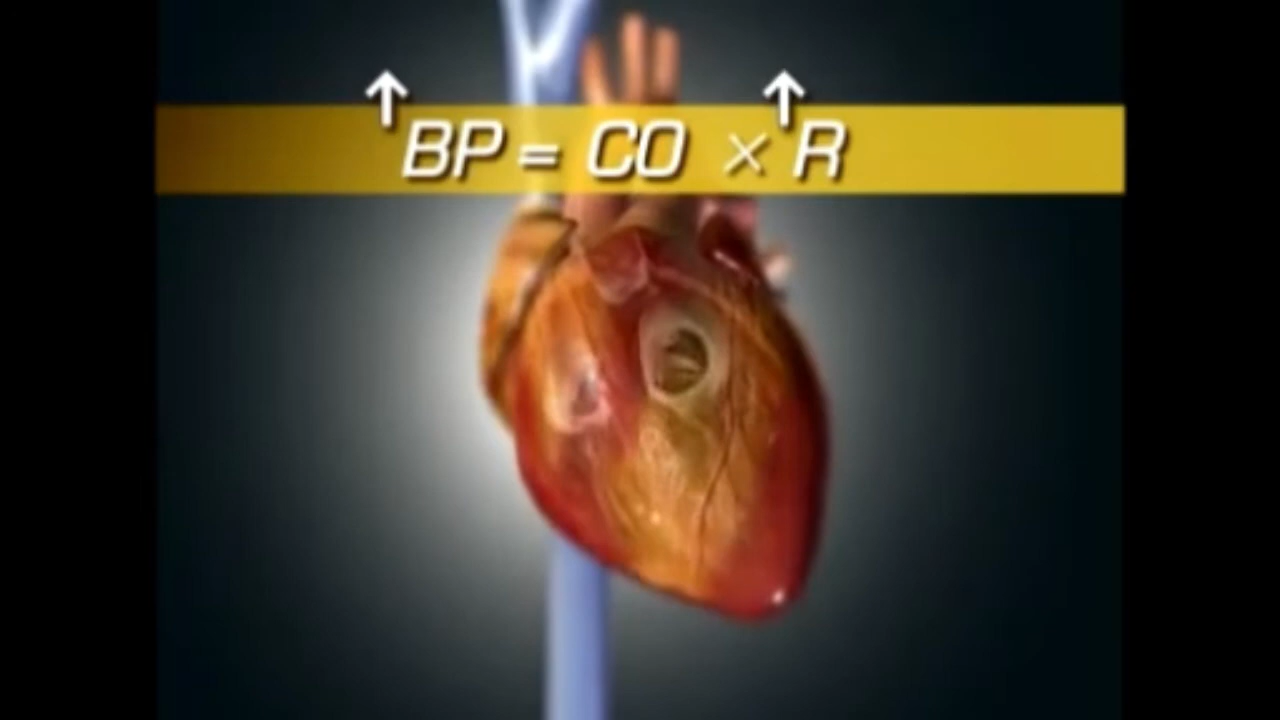 ↑BP = CO × ↑R